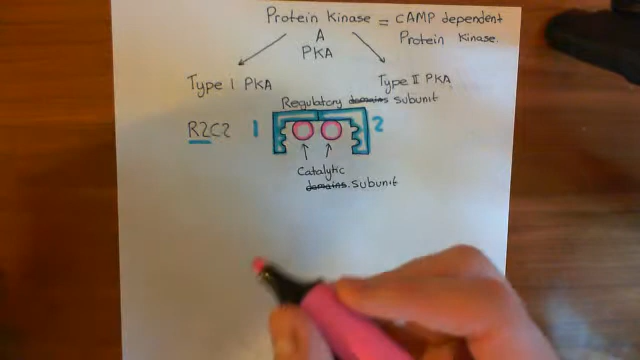 Protein Kinase = CAMP dependent
A Protein Kinase.
PKA
Type I PKA Type II PKA
Regulatory domains subunit
R2C2 1 2
Catalytic
domains. subunit